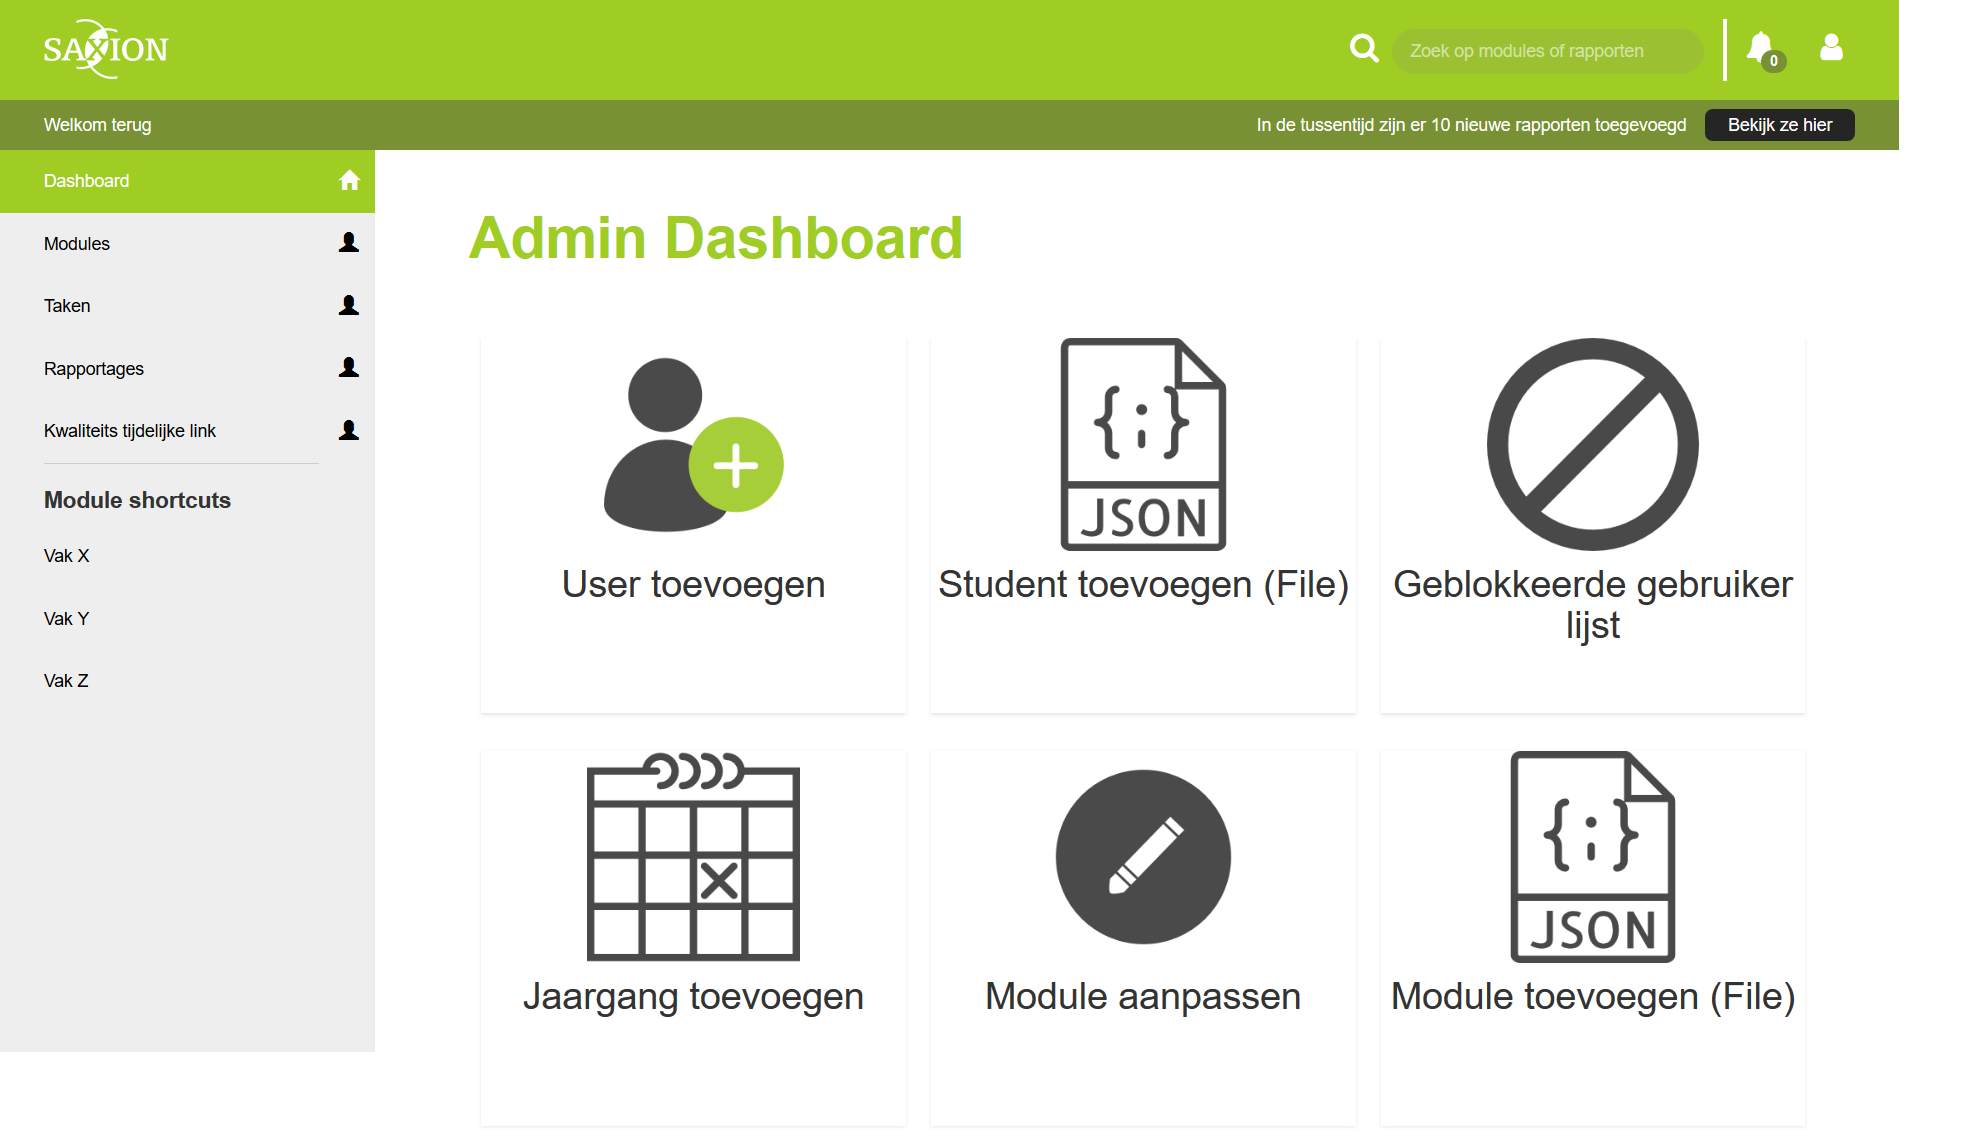 SAXION
Zoek op modules of rapporten
0
Welkom terug
In de tussentijd zijn er 10 nieuwe rapporten toegevoegd
Bekijk ze hier
Dashboard
Modules
Taken
Rapportages
Kwaliteits tijdelijke link
Module shortcuts
Vak X
Vak Y
Vak Z
Admin Dashboard
User toevoegen
{;}
JSON
Student toevoegen (File)
Geblokkeerde gebruiker
lijst
Jaargang toevoegen
Module aanpassen
{;}
JSON
Module toevoegen (File)